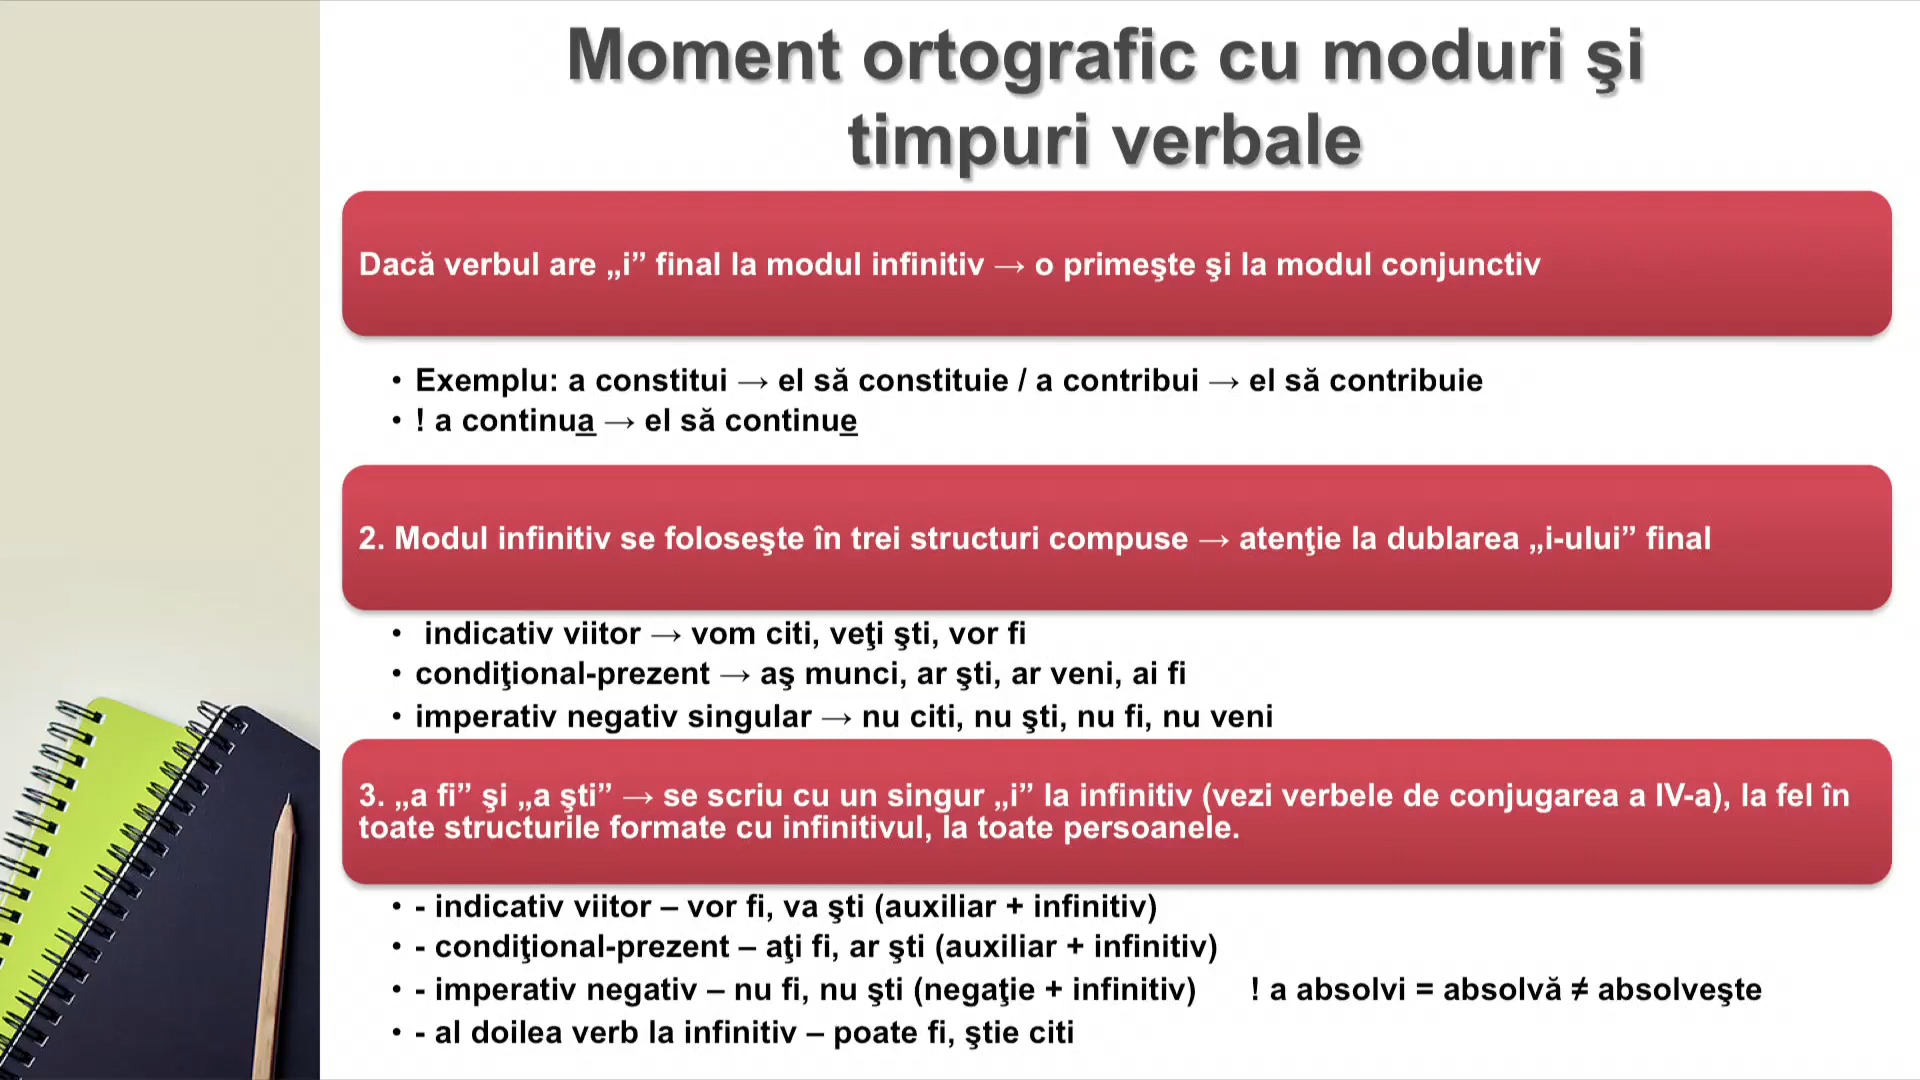 Moment ortografic cu moduri şi
timpuri verbale
Dacă verbul are „i” final la modul infinitiv → o primeşte şi la modul conjunctiv
• Exemplu: a constitui → el să constituie / a contribui → el să contribuie
• ! a continua → el să continue
2. Modul infinitiv se foloseşte în trei structuri compuse → atenţie la dublarea „i-ului” final
• indicativ viitor → vom citi, veţi şti, vor fi
• condiţional-prezent → aş munci, ar şti, ar veni, ai fi
• imperativ negativ singular → nu citi, nu şti, nu fi, nu veni
3. „a fi” şi „a şti” → se scriu cu un singur „i” la infinitiv (vezi verbele de conjugarea a IV-a), la fel în
toate structurile formate cu infinitivul, la toate persoanele.
• - indicativ viitor – vor fi, va şti (auxiliar + infinitiv)
• - condiţional-prezent – aţi fi, ar şti (auxiliar + infinitiv)
• - imperativ negativ – nu fi, nu şti (negaţie + infinitiv) ! a absolvi = absolvă ≠ absolveşte
• - al doilea verb la infinitiv – poate fi, ştie citi